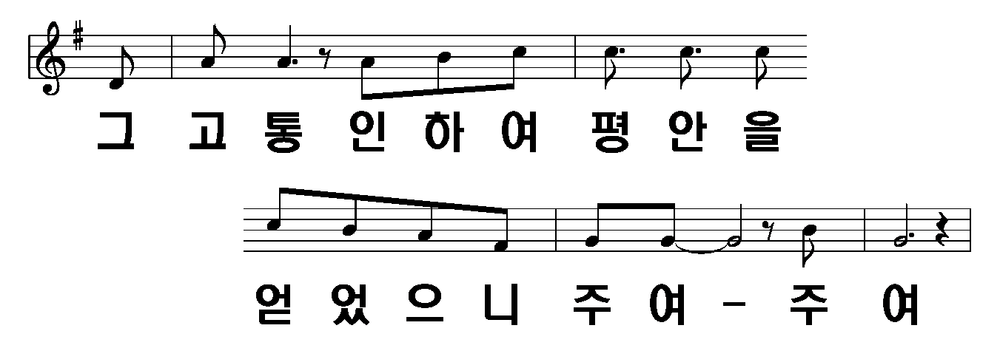 그 고 통 인 하 여 평 안 을
얻 었 으 니 주 여 - 주 여